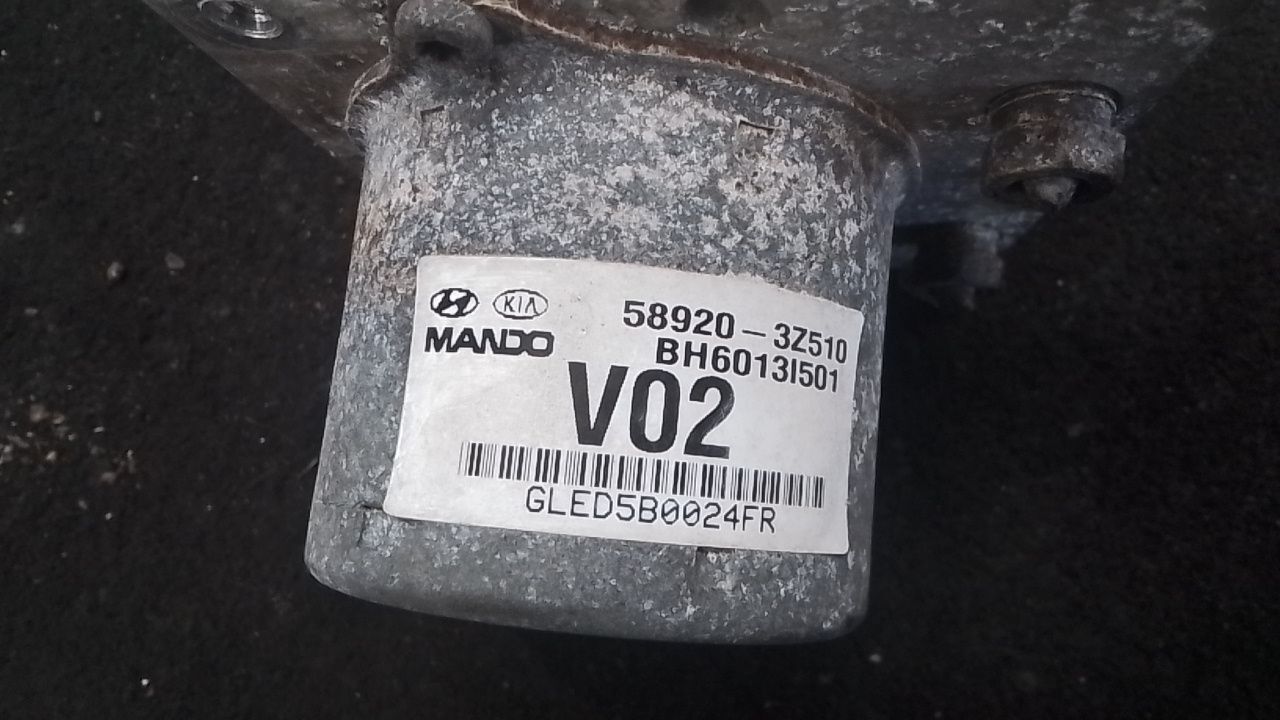 KIA
MANDO
58920-3Z510
BH6013I501
V02
GLED5B0024FR